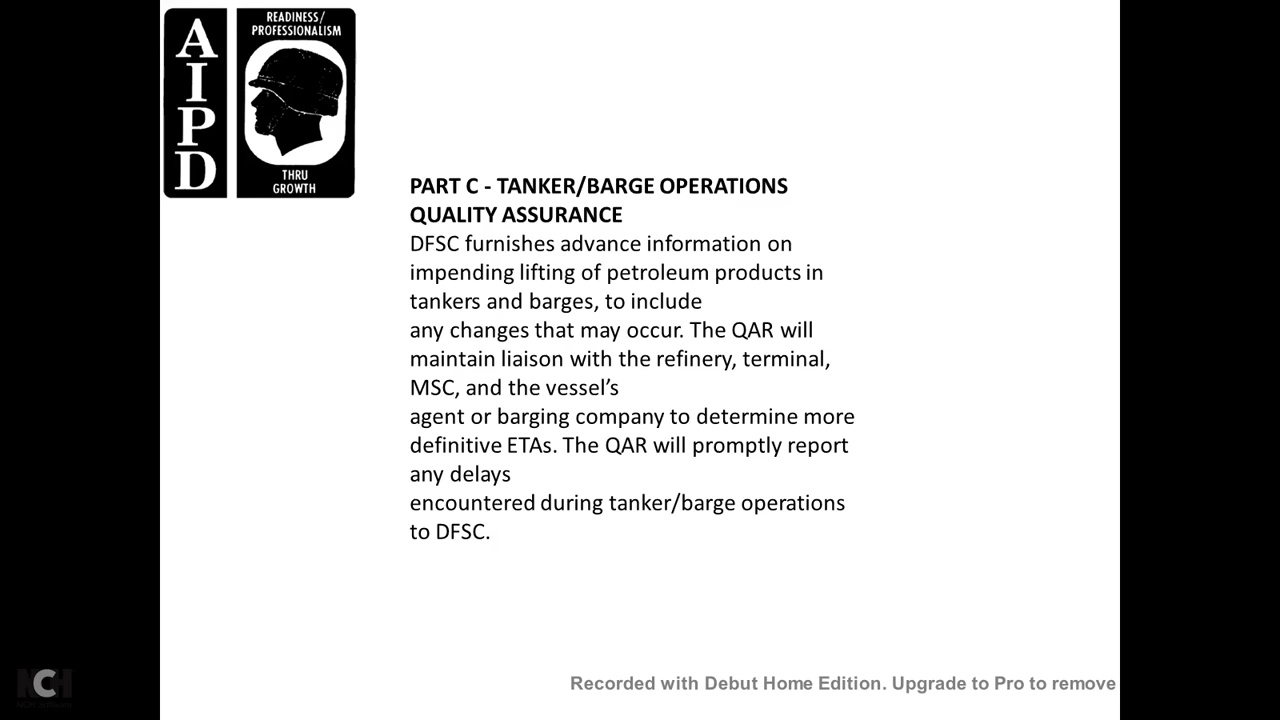 AIPD
READINESS/
PROFESSIONALISM
THRU
GROWTH
PART C - TANKER/BARGE OPERATIONS
QUALITY ASSURANCE
DFSC furnishes advance information on
impending lifting of petroleum products in
tankers and barges, to include
any changes that may occur. The QAR will
maintain liaison with the refinery, terminal,
MSC, and the vessel’s
agent or barging company to determine more
definitive ETAs. The QAR will promptly report
any delays
encountered during tanker/barge operations
to DFSC.
NCH
Recorded with Debut Home Edition. Upgrade to Pro to remove